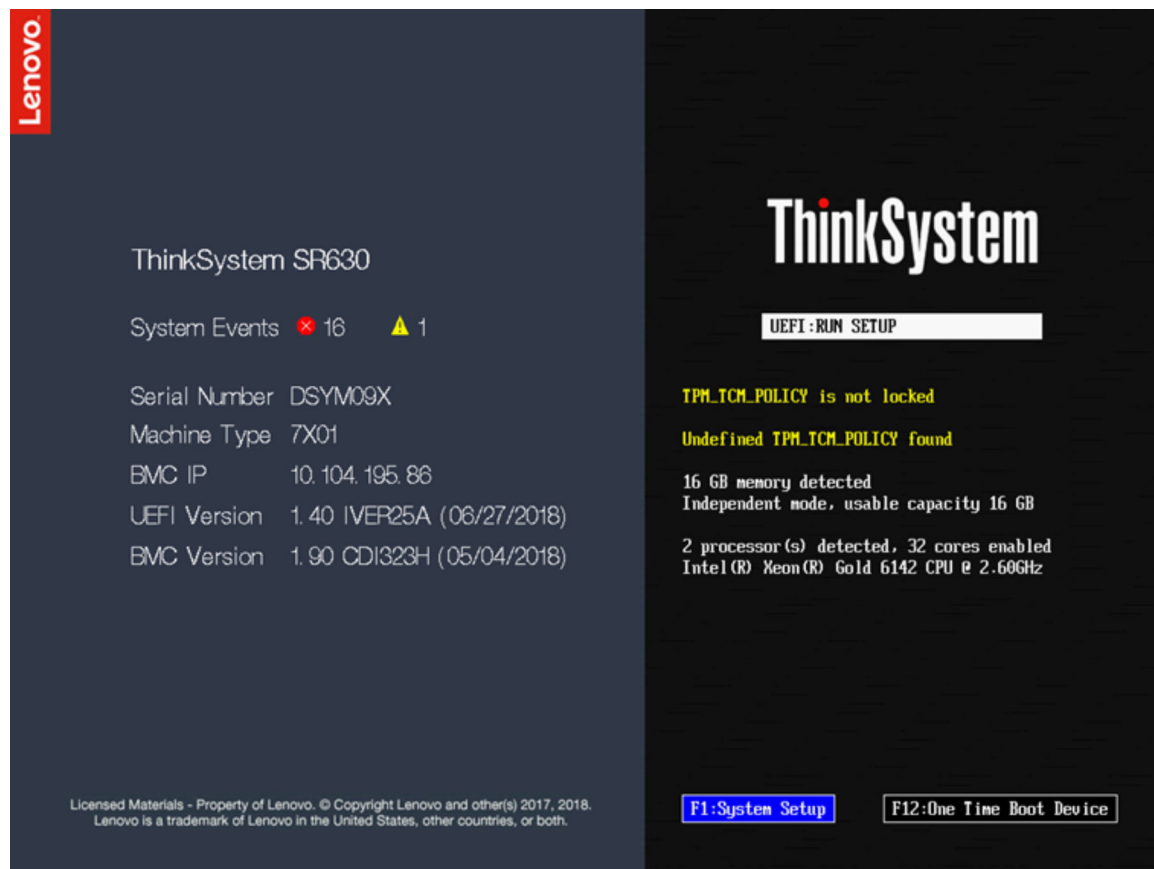 Lenovo.
ThinkSystem SR630
System Events 16 1
Serial Number DSYM09X
Machine Type 7X01
BMC IP 10.104.195.86
UEFI Version 1.40 IVER25A (06/27/2018)
BMC Version 1.90 CDI323H (05/04/2018)
Licensed Materials - Property of Lenovo. © Copyright Lenovo and other(s) 2017, 2018.
Lenovo is a trademark of Lenovo in the United States, other countries, or both.
ThinkSystem
UEFI:RUN SETUP
TPM_TCM_POLICY is not locked
Undefined TPM_TCM_POLICY found
16 GB memory detected
Independent mode, usable capacity 16 GB
2 processor(s) detected, 32 cores enabled
Intel(R) Xeon(R) Gold 6142 CPU @ 2.60GHz
F1:System Setup
F12:One Time Boot Device